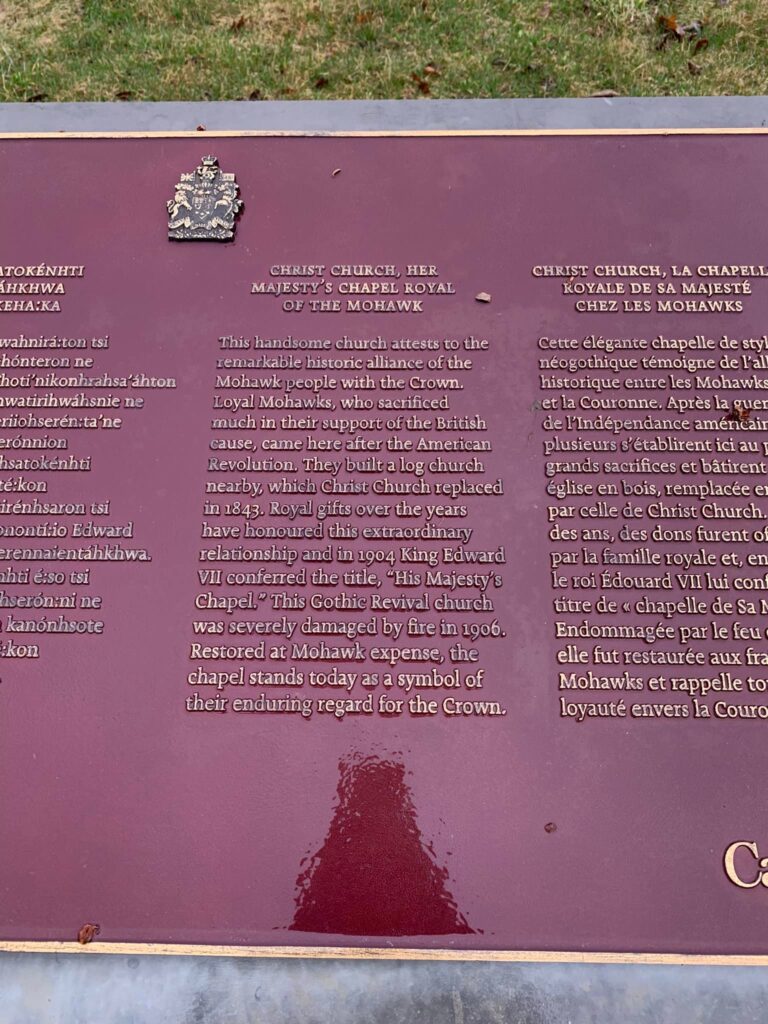 ATOKÉNHTI
ÁHKHWA
KEHA:KA
wahnirá:ton tsi
hónteron ne
hoti'nikonhrahsa'áhton
watirihwáhsnie ne
eriiohserén:ta'ne
erónnion
hsatokénhti
té:kon
irénhsaron tsi
ononti:io Edward
erennaientáhkhwa.
nhti é:so tsi
hserón:ni ne
kanónhsote
é:kon
CHRIST CHURCH, HER
MAJESTY'S CHAPEL ROYAL
OF THE MOHAWK
This handsome church attests to the
remarkable historic alliance of the
Mohawk people with the Crown.
Loyal Mohawks, who sacrificed
much in their support of the British
cause, came here after the American
Revolution. They built a log church
nearby, which Christ Church replaced
in 1843. Royal gifts over the years
have honoured this extraordinary
relationship and in 1904 King Edward
VII conferred the title, "His Majesty's
Chapel." This Gothic Revival church
was severely damaged by fire in 1906.
Restored at Mohawk expense, the
chapel stands today as a symbol of
their enduring regard for the Crown.
CHRIST CHURCH, LA CHAPELL
ROYALE DE SA MAJESTÉ
CHEZ LES MOHAWKS
Cette élégante chapelle de styl
néogothique témoigne de l'all
historique entre les Mohawks
et la Couronne. Après la guer
de l'Indépendance américain
plusieurs s'établirent ici au p
grands sacrifices et bâtirent
église en bois, remplacée en
par celle de Christ Church.
des ans, des dons furent of
par la famille royale et, en
le roi Édouard VII lui conf
titre de « chapelle de Sa M
Endommagée par le feu e
elle fut restaurée aux fra
Mohawks et rappelle tou
loyauté envers la Couro
Ca